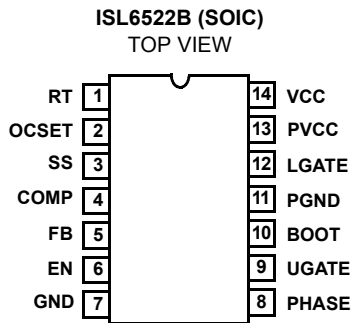 ISL6522B (SOIC)
TOP VIEW
RT 1 14 VCC
OCSET 2 13 PVCC
SS 3 12 LGATE
COMP 4 11 PGND
FB 5 10 BOOT
EN 6 9 UGATE
GND 7 8 PHASE